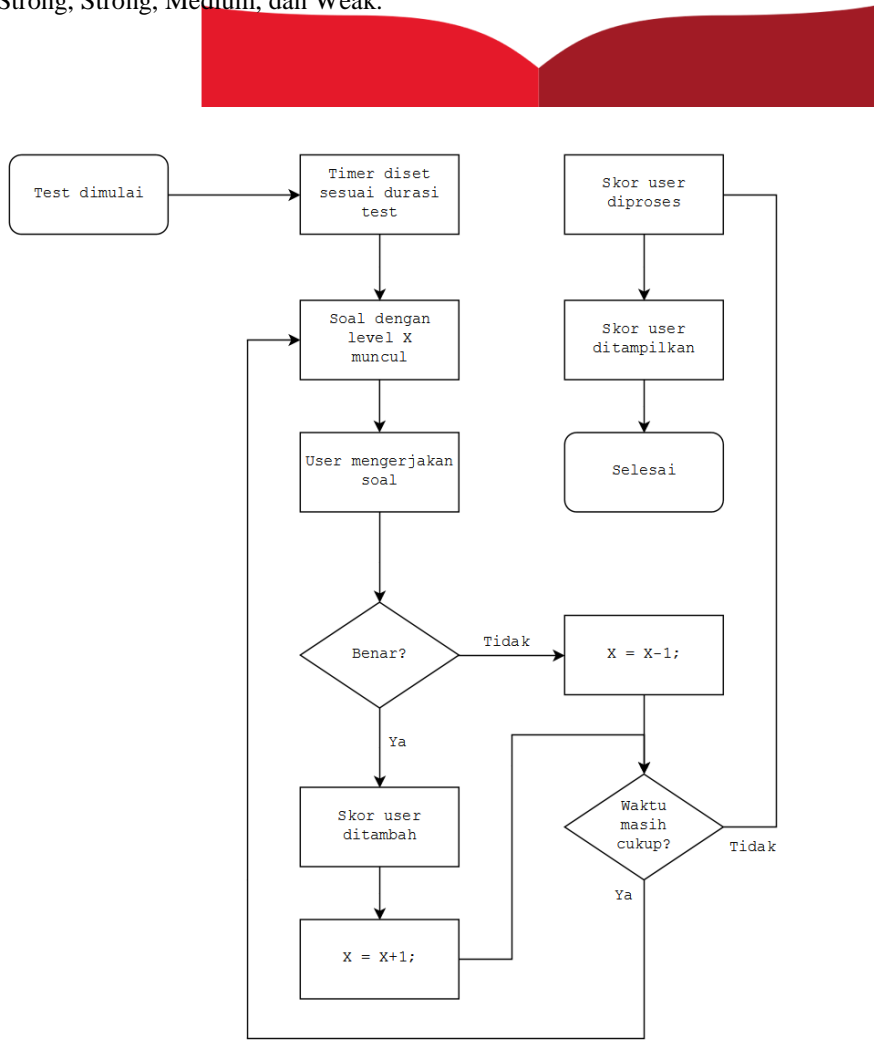 Strong, Strong, Medium, dan Weak.
Test dimulai
Timer diset
sesuai durasi
test
Soal dengan
level X
muncul
User mengerjakan
soal
Benar?
Tidak
X = X-1;
Ya
Skor user
ditambah
X = X+1;
Waktu
masih
cukup?
Tidak
Ya
Skor user
diproses
Skor user
ditampilkan
Selesai